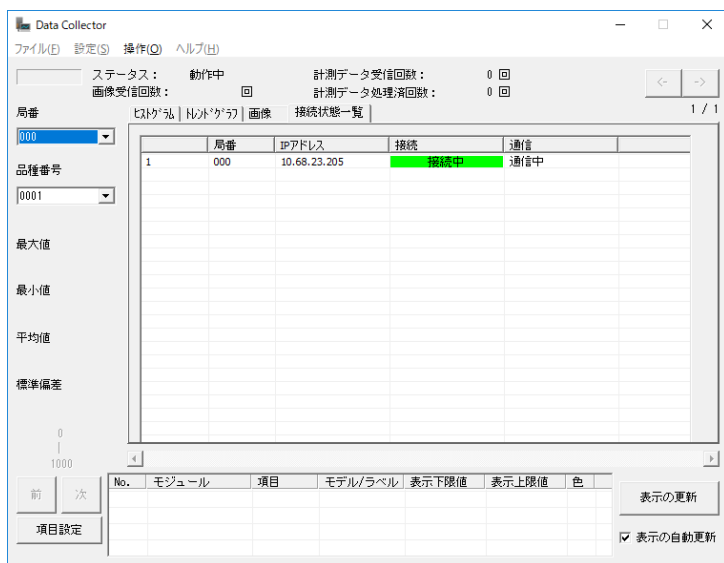 Data Collector
ファイル(F) 設定(S) 操作(O) ヘルプ(H)
ステータス： 動作中 計測データ受信回数： 0 回
画像受信回数： 回 計測データ処理済回数： 0 回
<- ->
局番 ヒストグラム トレンドグラフ 画像 接続状態一覧 1 / 1
000
局番 IPアドレス 接続 通信
1 000 10.68.23.205 接続中 通信中
品種番号
0001
最大値
最小値
平均値
標準偏差
0
|
1000
No. モジュール 項目 モデル/ラベル 表示下限値 表示上限値 色
前 次 表示の更新
項目設定 表示の自動更新